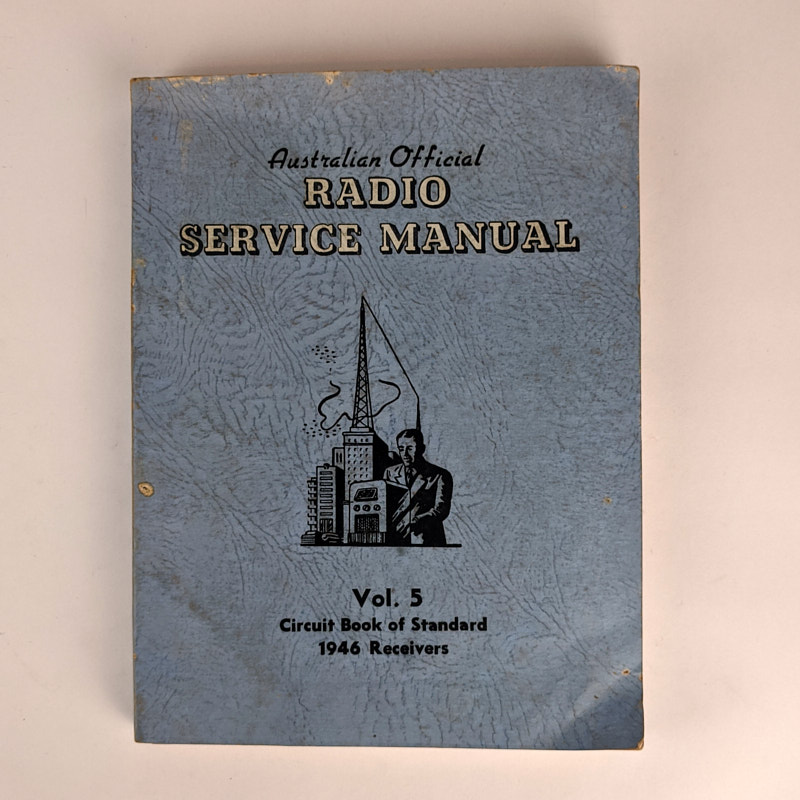 Australian Official
RADIO
SERVICE MANUAL
Vol. 5
Circuit Book of Standard
1946 Receivers